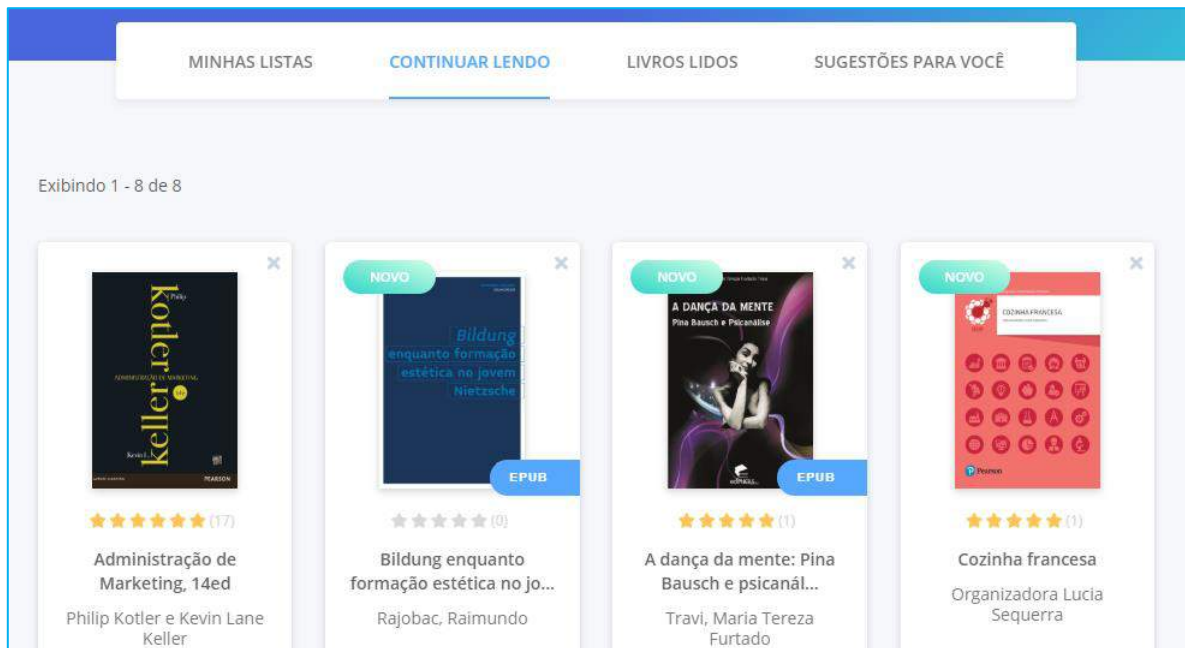 MINHAS LISTAS
CONTINUAR LENDO
LIVROS LIDOS
SUGESTÕES PARA VOCÊ
Exibindo 1 - 8 de 8
Philip
Kotler
ADMINISTRAÇÃO DE MARKETING
14e
Kevin L.
Keller
PEARSON
(17)
Administração de
Marketing, 14ed
Philip Kotler e Kevin Lane
Keller
NOVO
Bildung
enquanto formação
estética no jovem
Nietzsche
EPUB
(0)
Bildung enquanto
formação estética no jo...
Rajobac, Raimundo
NOVO
A DANÇA DA MENTE
Pina Bausch e Psicanálise
EPUB
(1)
A dança da mente: Pina
Bausch e psicanál...
Travi, Maria Tereza
Furtado
NOVO
COZINHA FRANCESA
Pearson
(1)
Cozinha francesa
Organizadora Lucia
Sequerra